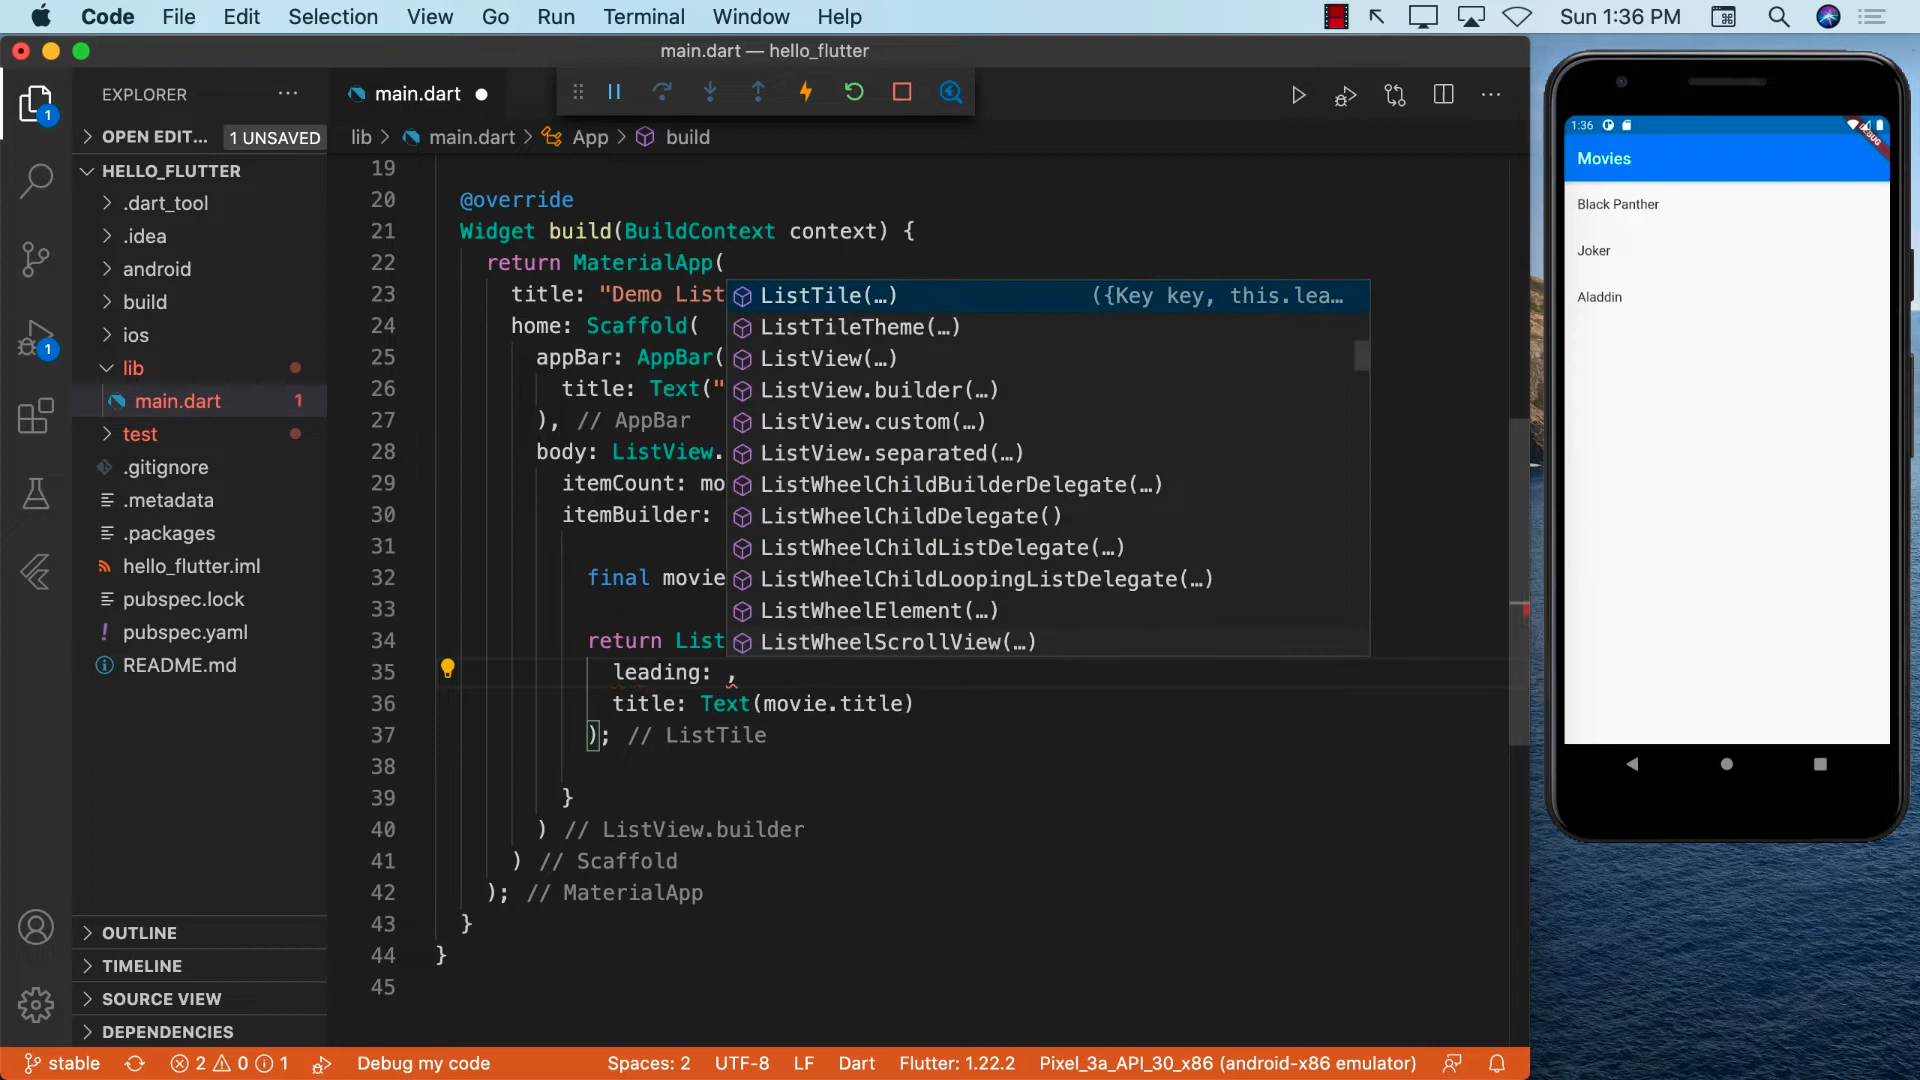 Code File Edit Selection View Go Run Terminal Window Help Sun 1:36 PM
main.dart — hello_flutter
EXPLORER
main.dart
OPEN EDIT... 1 UNSAVED
lib > main.dart > App > build
HELLO_FLUTTER
.dart_tool
.idea
android
build
ios
lib
main.dart 1
test
.gitignore
.metadata
.packages
hello_flutter.iml
pubspec.lock
pubspec.yaml
README.md
OUTLINE
TIMELINE
SOURCE VIEW
DEPENDENCIES
1
1
19
20 @override
21 Widget build(BuildContext context) {
22 return MaterialApp(
23 title: "Demo List
24 home: Scaffold(
25 appBar: AppBar(
26 title: Text("
27 ), // AppBar
28 body: ListView.
29 itemCount: mo
30 itemBuilder:
31
32 final movie
33
34 return List
35 leading: ,
36 title: Text(movie.title)
37 ); // ListTile
38
39 }
40 ) // ListView.builder
41 ) // Scaffold
42 ); // MaterialApp
43 }
44 }
45
ListTile(…) ({Key key, this.lea…
ListTileTheme(…)
ListView(…)
ListView.builder(…)
ListView.custom(…)
ListView.separated(…)
ListWheelChildBuilderDelegate(…)
ListWheelChildDelegate()
ListWheelChildListDelegate(…)
ListWheelChildLoopingListDelegate(…)
ListWheelElement(…)
ListWheelScrollView(…)
1:36
DEBUG
Movies
Black Panther
Joker
Aladdin
stable 2 0 1 Debug my code Spaces: 2 UTF-8 LF Dart Flutter: 1.22.2 Pixel_3a_API_30_x86 (android-x86 emulator)